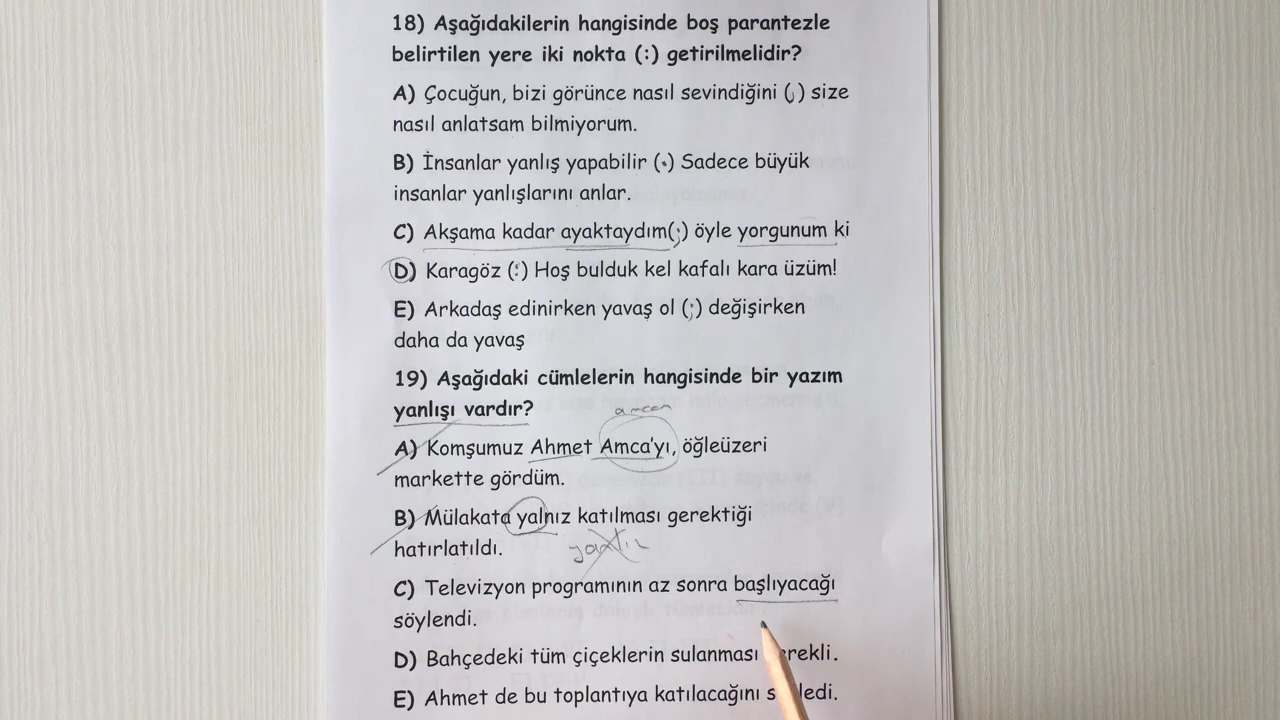 18) Aşağıdakilerin hangisinde boş parantezle
belirtilen yere iki nokta (:) getirilmelidir?
A) Çocuğun, bizi görünce nasıl sevindiğini (,) size
nasıl anlatsam bilmiyorum.
B) İnsanlar yanlış yapabilir (.) Sadece büyük
insanlar yanlışlarını anlar.
C) Akşama kadar ayaktaydım(;) öyle yorgunum ki
D) Karagöz (:) Hoş bulduk kel kafalı kara üzüm!
E) Arkadaş edinirken yavaş ol (;) değişirken
daha da yavaş
19) Aşağıdaki cümlelerin hangisinde bir yazım
yanlışı vardır?
A) Komşumuz Ahmet Amca'yı, öğleüzeri
markette gördüm.
B) Mülakata yalnız katılması gerektiği
hatırlatıldı.
C) Televizyon programının az sonra başlıyacağı
söylendi.
D) Bahçedeki tüm çiçeklerin sulanması
E) Ahmet de bu toplantıya katılacağını